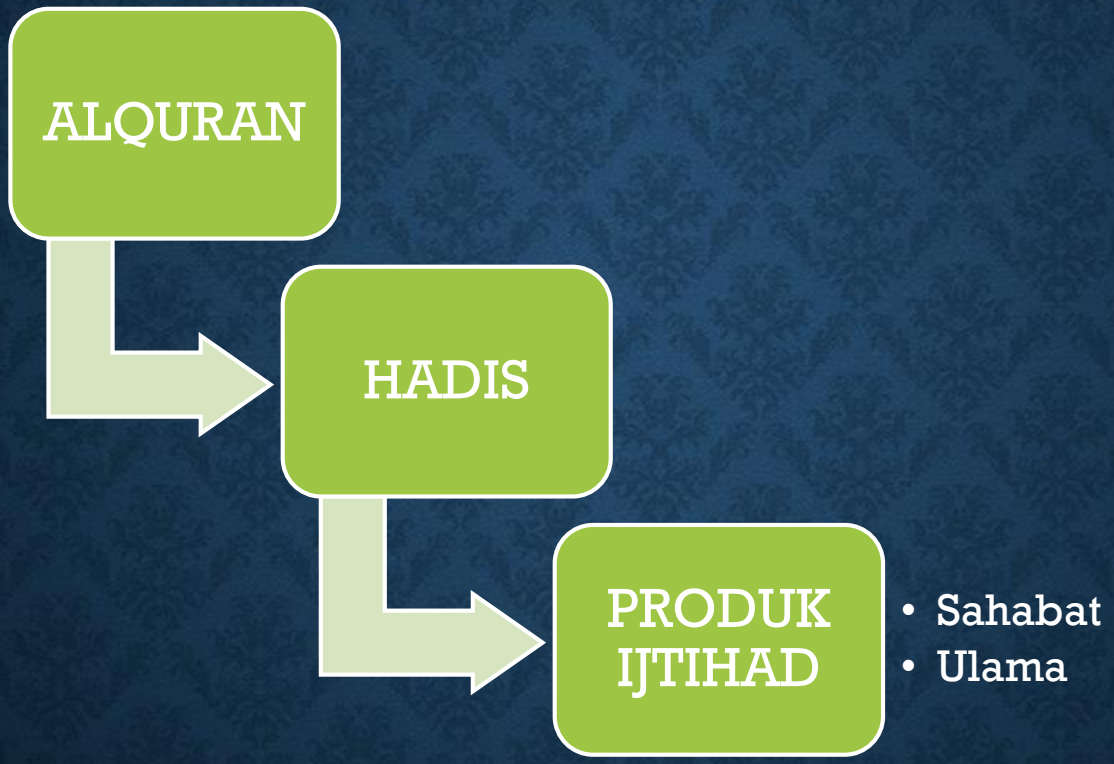 ALQURAN
HADIS
PRODUK
IJTIHAD
• Sahabat
• Ulama